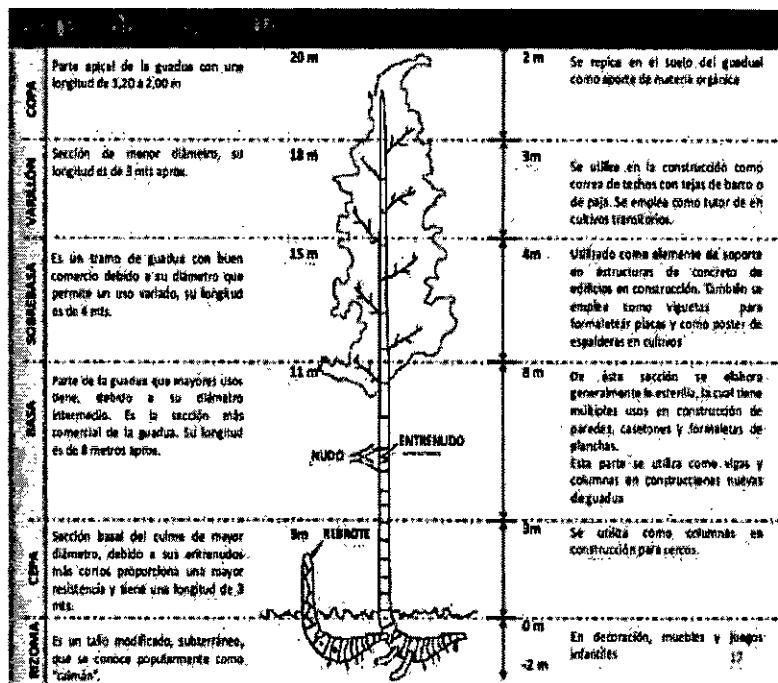 COPA
Parte apical de la guadua con una
longitud de 1,20 a 2,00 m
20 m
2 m
Se repica en el suelo del guadual
como aporte de materia orgánica
VARILLÓN
Sección de menor diámetro, su
longitud es de 3 mts aprox.
18 m
3m
Se utiliza en la construcción como
correa de techos con tejas de barro o
de paja. Se emplea como tutor de en
cultivos transitorios.
SOBREBASA
Es un tramo de guadua con buen
comercio debido a su diámetro que
permite un uso variado, su longitud
es de 4 mts.
15 m
4m
Utilizado como elemento de soporte
en estructuras de concreto de
edificios en construcción. También se
emplea como viguetas para
formaletear placas y como poster de
espalderas en cultivos
BASA
Parte de la guadua que mayores usos
tiene, debido a su diámetro
intermedio. Es la sección más
comercial de la guadua. Su longitud
es de 8 metros aprox.
11 m
NUDO
ENTRENUDO
8 m
De ésta sección se elabora
generalmente la esterilla, la cual tiene
múltiples usos en construcción de
paredes, casetones y formaletas de
planchas.
Esta parte se utiliza como vigas y
columnas en construcciones nuevas
de guadua
CEPA
Sección basal del culmo de mayor
diámetro, debido a sus entrenudos
más cortos proporciona una mayor
resistencia y tiene una longitud de 3
mts.
3m
REBROTE
3m
Se utiliza como columnas en
construcción para cercos.
RIZOMA
Es un tallo modificado, subterráneo,
que se conoce popularmente como
"caimán".
0 m
-2 m
En decoración, muebles y juegos
infantiles
17